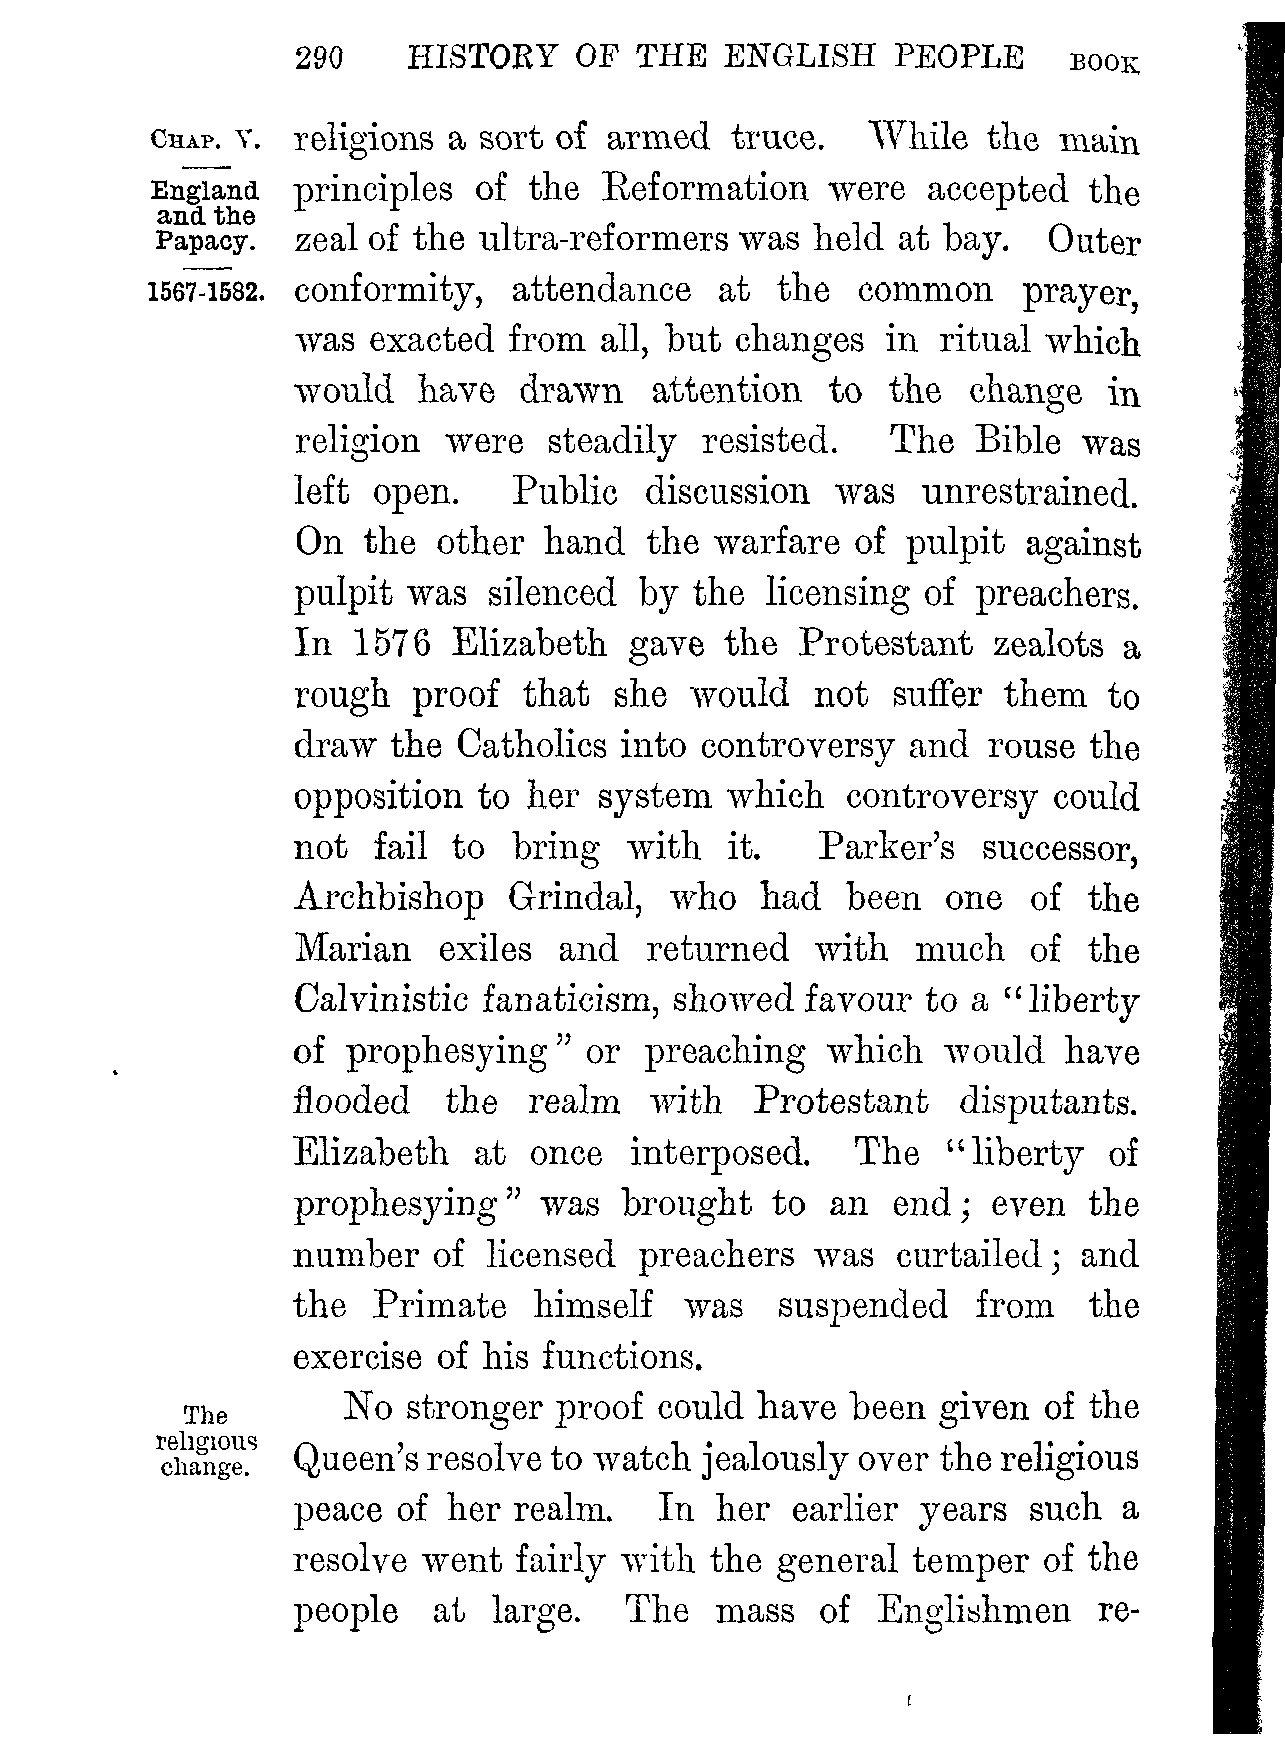 290 HISTORY OF THE ENGLISH PEOPLE BOOK
CHAP. V.
England
and the
Papacy.
1567-1582.
religions a sort of armed truce. While the main
principles of the Reformation were accepted the
zeal of the ultra-reformers was held at bay. Outer
conformity, attendance at the common prayer,
was exacted from all, but changes in ritual which
would have drawn attention to the change in
religion were steadily resisted. The Bible was
left open. Public discussion was unrestrained.
On the other hand the warfare of pulpit against
pulpit was silenced by the licensing of preachers.
In 1576 Elizabeth gave the Protestant zealots a
rough proof that she would not suffer them to
draw the Catholics into controversy and rouse the
opposition to her system which controversy could
not fail to bring with it. Parker's successor,
Archbishop Grindal, who had been one of the
Marian exiles and returned with much of the
Calvinistic fanaticism, showed favour to a "liberty
of prophesying" or preaching which would have
flooded the realm with Protestant disputants.
Elizabeth at once interposed. The "liberty of
prophesying" was brought to an end; even the
number of licensed preachers was curtailed; and
the Primate himself was suspended from the
exercise of his functions.
The
religious
change.
No stronger proof could have been given of the
Queen's resolve to watch jealously over the religious
peace of her realm. In her earlier years such a
resolve went fairly with the general temper of the
people at large. The mass of Englishmen re-